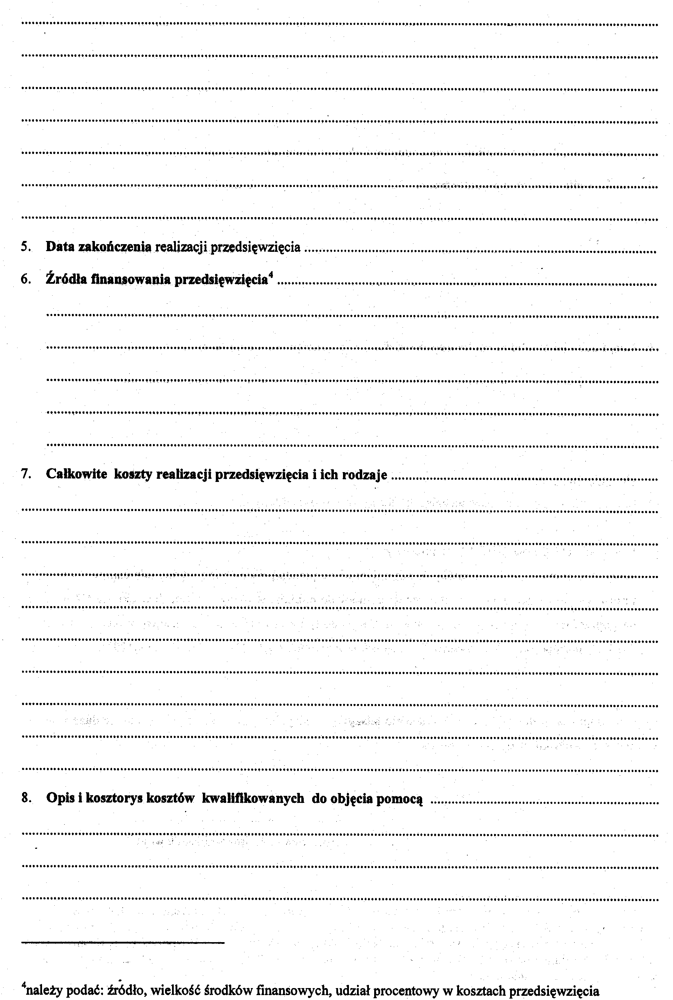 5. Data zakończenia realizacji przedsięwzięcia ...............
6. Źródła finansowania przedsięwzięcia⁴ ...............
7. Całkowite koszty realizacji przedsięwzięcia i ich rodzaje ...............
8. Opis i kosztorys kosztów kwalifikowanych do objęcia pomocą ...............
⁴należy podać: źródło, wielkość środków finansowych, udział procentowy w kosztach przedsięwzięcia